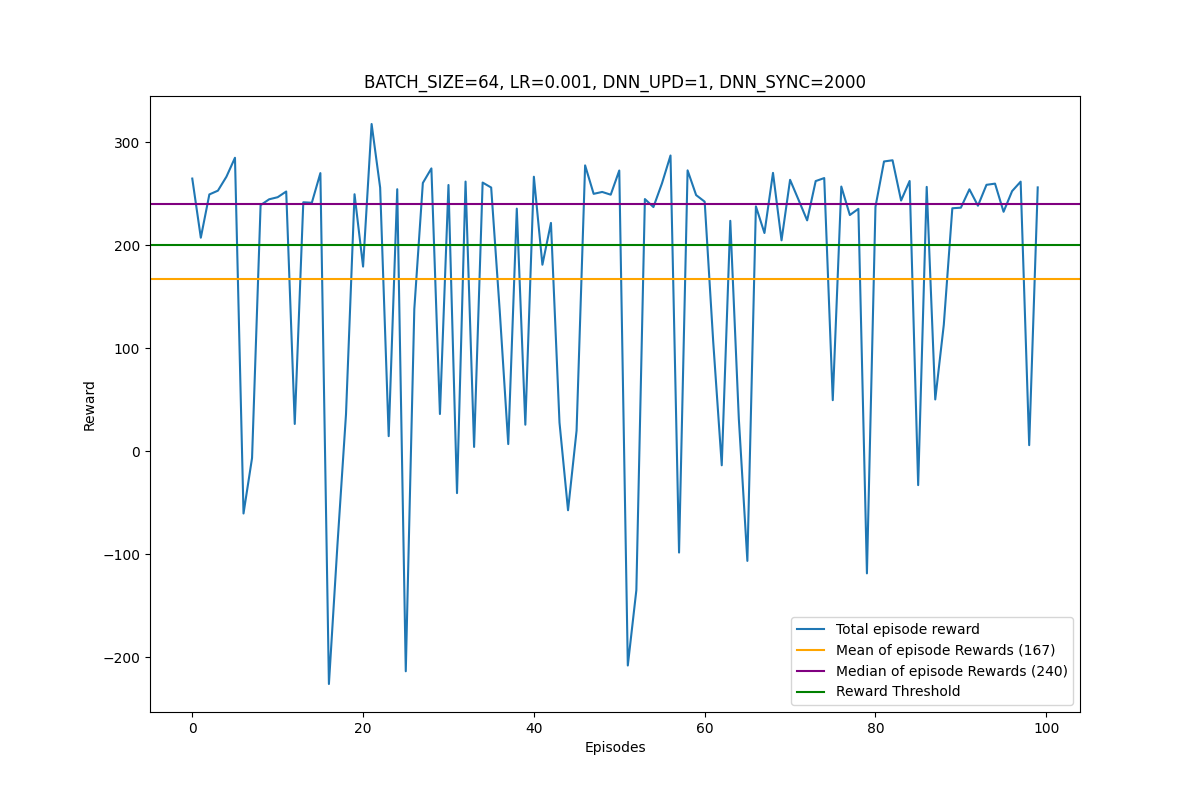 BATCH_SIZE=64, LR=0.001, DNN_UPD=1, DNN_SYNC=2000
300
200
100
0
−100
−200
Reward
Total episode reward
Mean of episode Rewards (167)
Median of episode Rewards (240)
Reward Threshold
0 20 40 60 80 100
Episodes